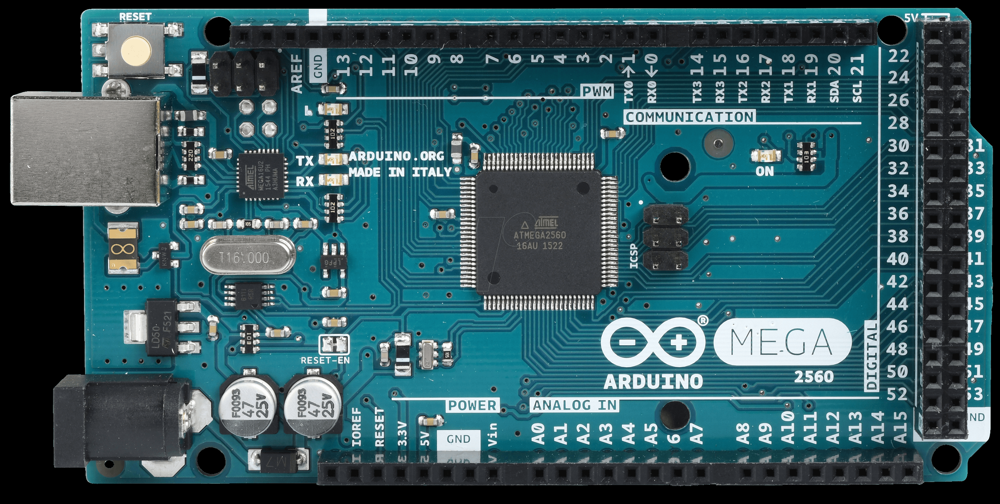 RESET
5V
AREF
GND
13
12
11
10
9
8
7
6
5
4
3
2
TX0→1
RX0←0
TX3 14
RX3 15
TX2 16
RX2 17
TX1 18
RX1 19
SDA 20
SCL 21
PWM
COMMUNICATION
L
102
TX
RX
ARDUINO.ORG
MADE IN ITALY
220
ATMEL
MEGA16U2
1544 PH
A3HUMA
102
105
T16.000
ON
103
ATMEL
ATMEGA2560
16AU 1522
ICSP
22
24
26
28
30
32
34
36
38
40
42
44
46
48
50
52
31
33
35
37
39
41
43
45
47
49
51
53
ND
LD50
F521
RESET-EN
F0093
47
25V
F0093
47
25V
M7
®
ARDUINO
MEGA
2560
DIGITAL
POWER
ANALOG IN
IOREF
RESET
3.3V
5V
GND
Vin
A0
A1
A2
A3
A4
A5
6
A7
A8
A9
A10
A11
A12
A13
A14
A15